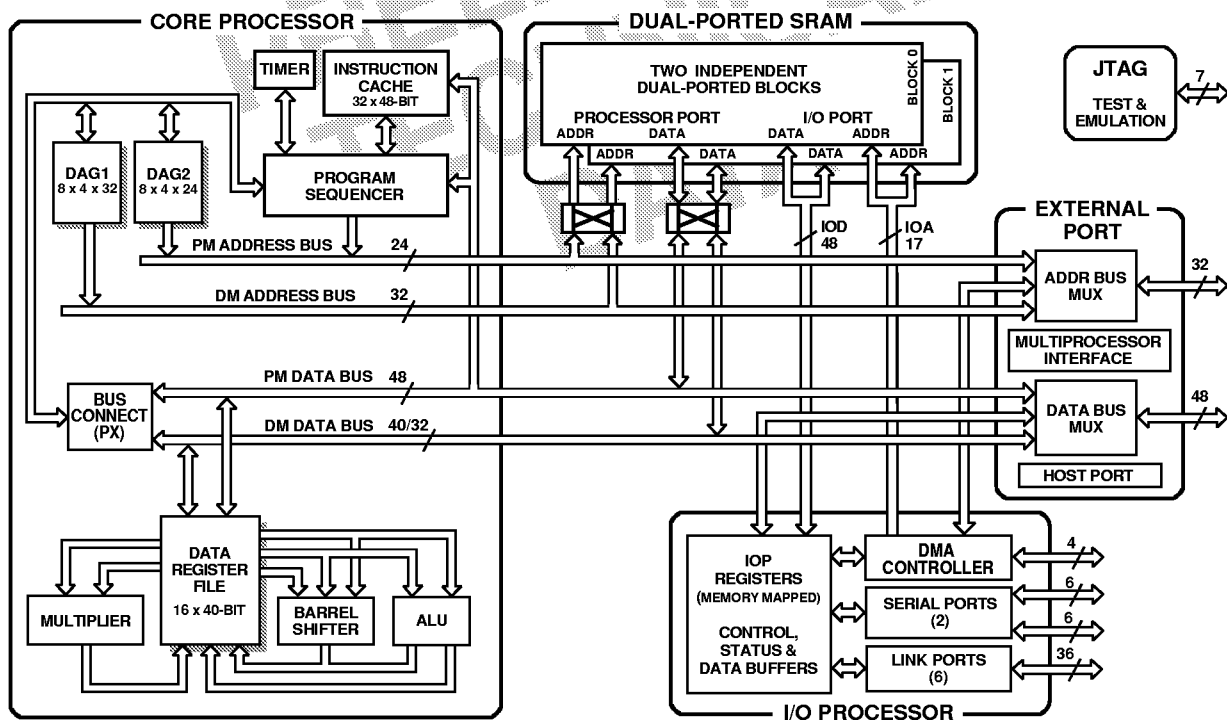 CORE PROCESSOR
TIMER
INSTRUCTION
CACHE
32 x 48-BIT
DAG1
8 x 4 x 32
DAG2
8 x 4 x 24
PROGRAM
SEQUENCER
PM ADDRESS BUS 24
DM ADDRESS BUS 32
PM DATA BUS 48
DM DATA BUS 40/32
BUS
CONNECT
(PX)
DATA
REGISTER
FILE
16 x 40-BIT
MULTIPLIER
BARREL
SHIFTER
ALU
DUAL-PORTED SRAM
TWO INDEPENDENT
DUAL-PORTED BLOCKS
PROCESSOR PORT
I/O PORT
ADDR
DATA
DATA
ADDR
BLOCK 0
ADDR
DATA
DATA
ADDR
BLOCK 1
IOD
48
IOA
17
JTAG
TEST &
EMULATION
7
EXTERNAL
PORT
ADDR BUS
MUX
32
MULTIPROCESSOR
INTERFACE
DATA BUS
MUX
48
HOST PORT
IOP
REGISTERS
(MEMORY MAPPED)
CONTROL,
STATUS &
DATA BUFFERS
DMA
CONTROLLER
4
SERIAL PORTS
(2)
6
6
LINK PORTS
(6)
36
I/O PROCESSOR